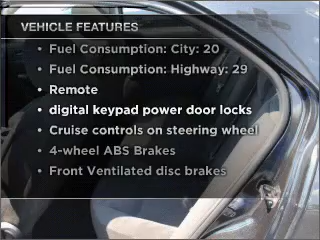 VEHICLE FEATURES
• Fuel Consumption: City: 20
• Fuel Consumption: Highway: 29
• Remote
• digital keypad power door locks
• Cruise controls on steering wheel
• 4-wheel ABS Brakes
• Front Ventilated disc brakes